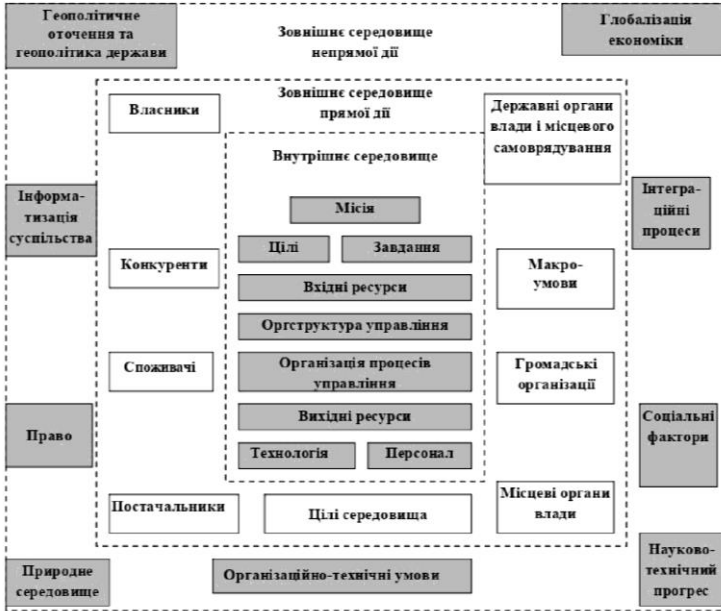 Геополітичне
оточення та
геополітика держави
Зовнішнє середовище
непрямої дії
Глобалізація
економіки
Зовнішнє середовище
прямої дії
Власники
Державні органи
влади і місцевого
самоврядування
Внутрішнє середовище
Інформа-
тизація
суспільства
Місія
Інтегра-
ційні
процеси
Цілі
Завдання
Конкуренти
Вхідні ресурси
Макро-
умови
Оргструктура управління
Споживачі
Організація процесів
управління
Громадські
організації
Право
Вихідні ресурси
Соціальні
фактори
Технологія
Персонал
Постачальники
Цілі середовища
Місцеві органи
влади
Природне
середовище
Організаційно-технічні умови
Науково-
технічний
прогрес